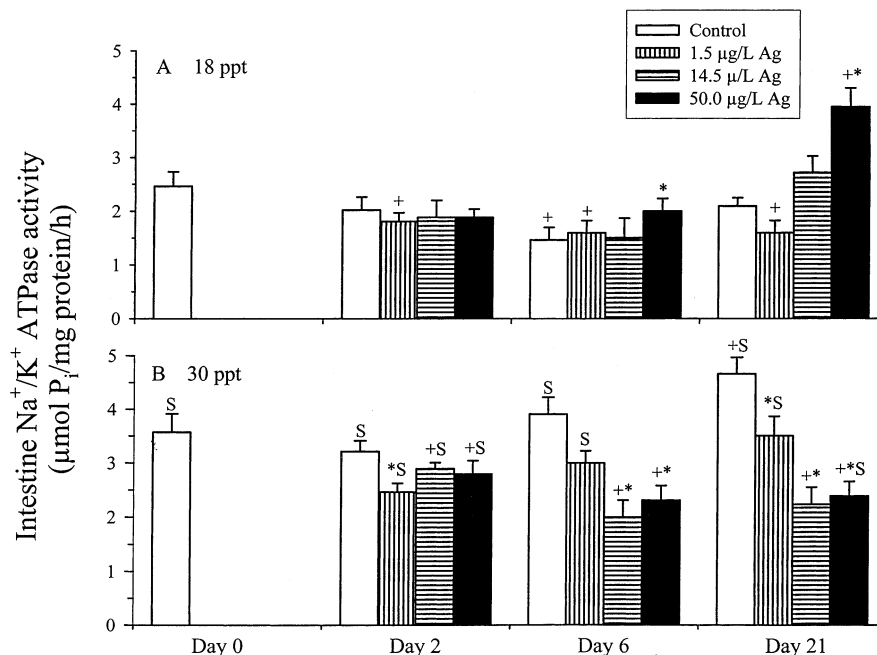 Control
1.5 µg/L Ag
14.5 µ/L Ag
50.0 µg/L Ag
Intestine Na+/K+ ATPase activity
(µmol Pi/mg protein/h)
5
4
3
2
1
0
A 18 ppt
+
+
+
*
+
+*
5
4
3
2
1
0
B 30 ppt
S
S
*S
+S
+S
S
S
+*
+*
+S
*S
+*
+*S
Day 0
Day 2
Day 6
Day 21